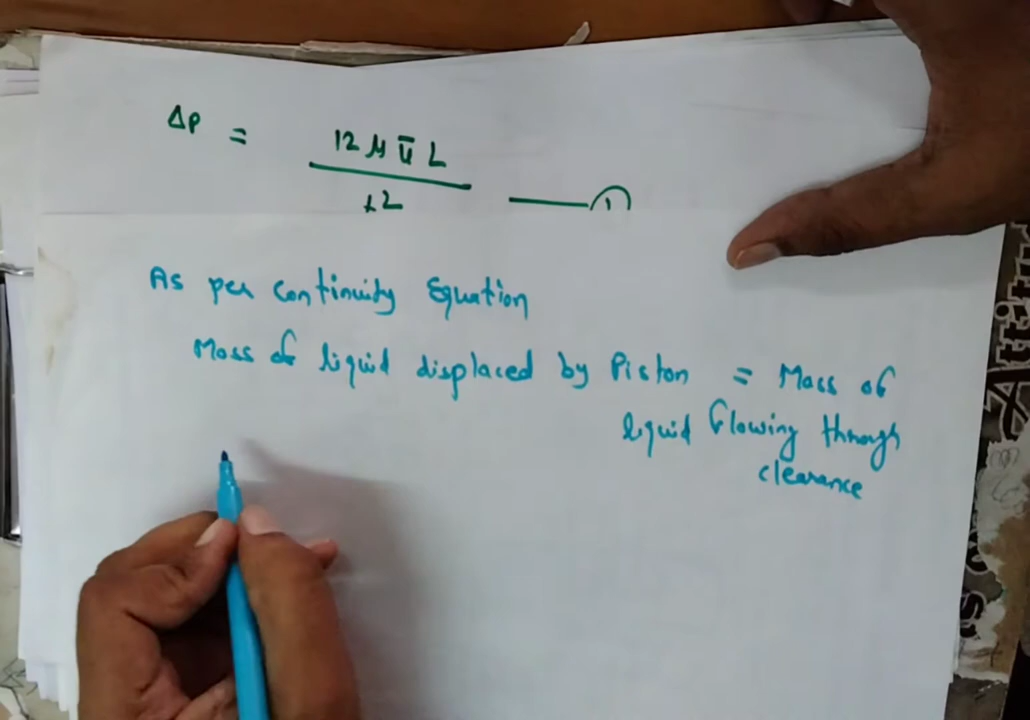 Δp = 12 μ ū L
t2 —— 1
As per continuity Equation
Mass of liquid displaced by Piston = Mass of
liquid flowing through
clearance